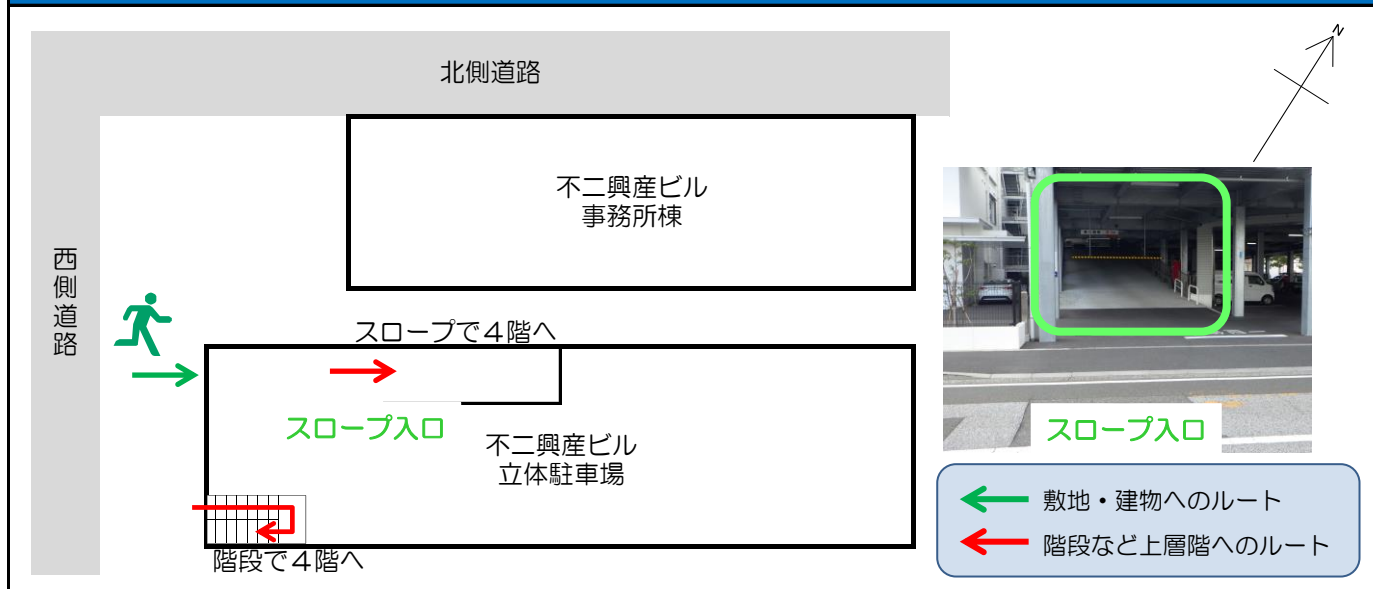 N
北側道路
不二興産ビル
事務所棟
西側道路
スロープで４階へ
スロープ入口
不二興産ビル
立体駐車場
階段で４階へ
スロープ入口
敷地・建物へのルート
階段など上層階へのルート